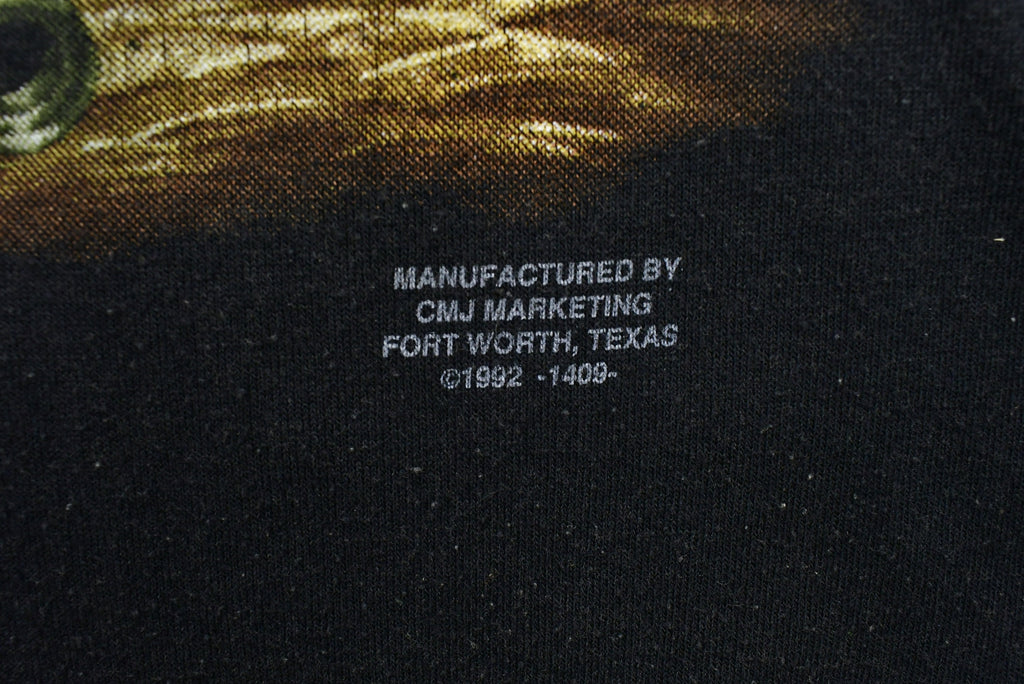 MANUFACTURED BY
CMJ MARKETING
FORT WORTH, TEXAS
©1992 -1409-